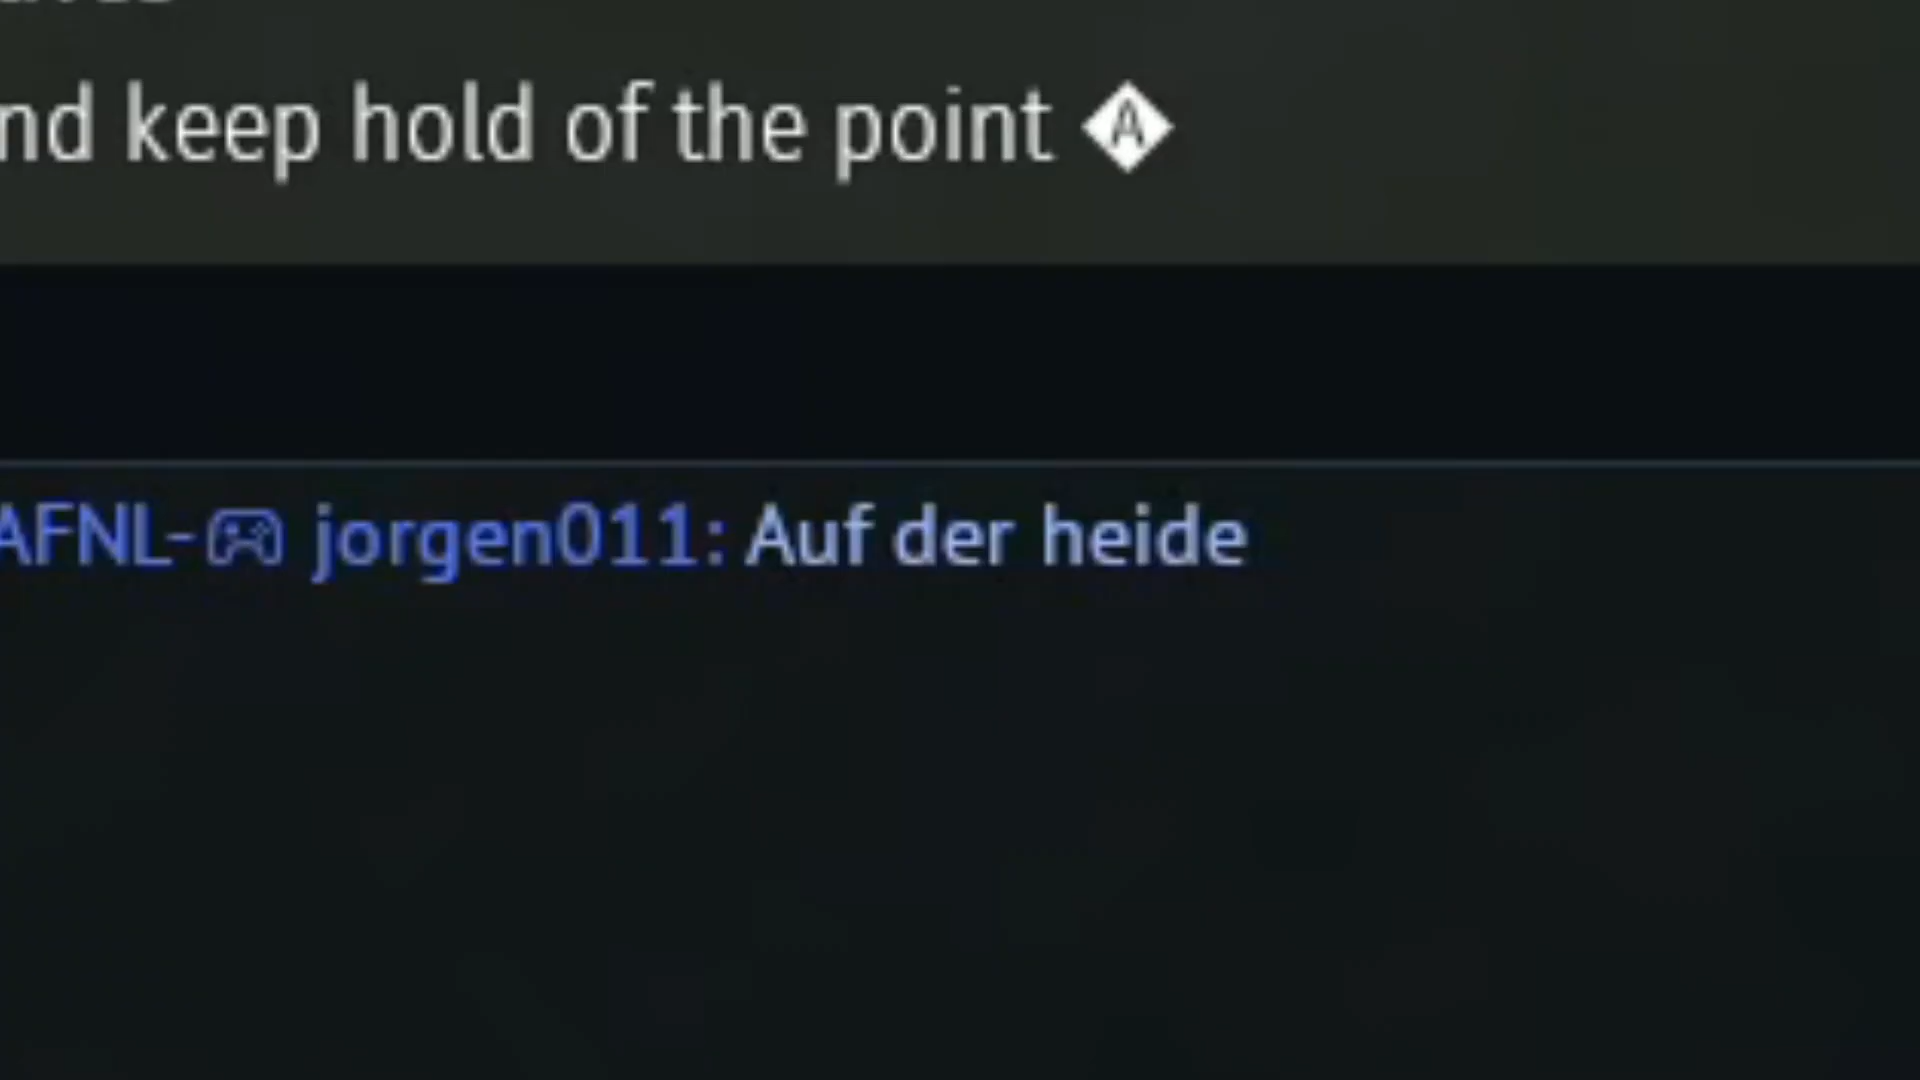 nd keep hold of the point A
AFNL-🎮 jorgen011: Auf der heide